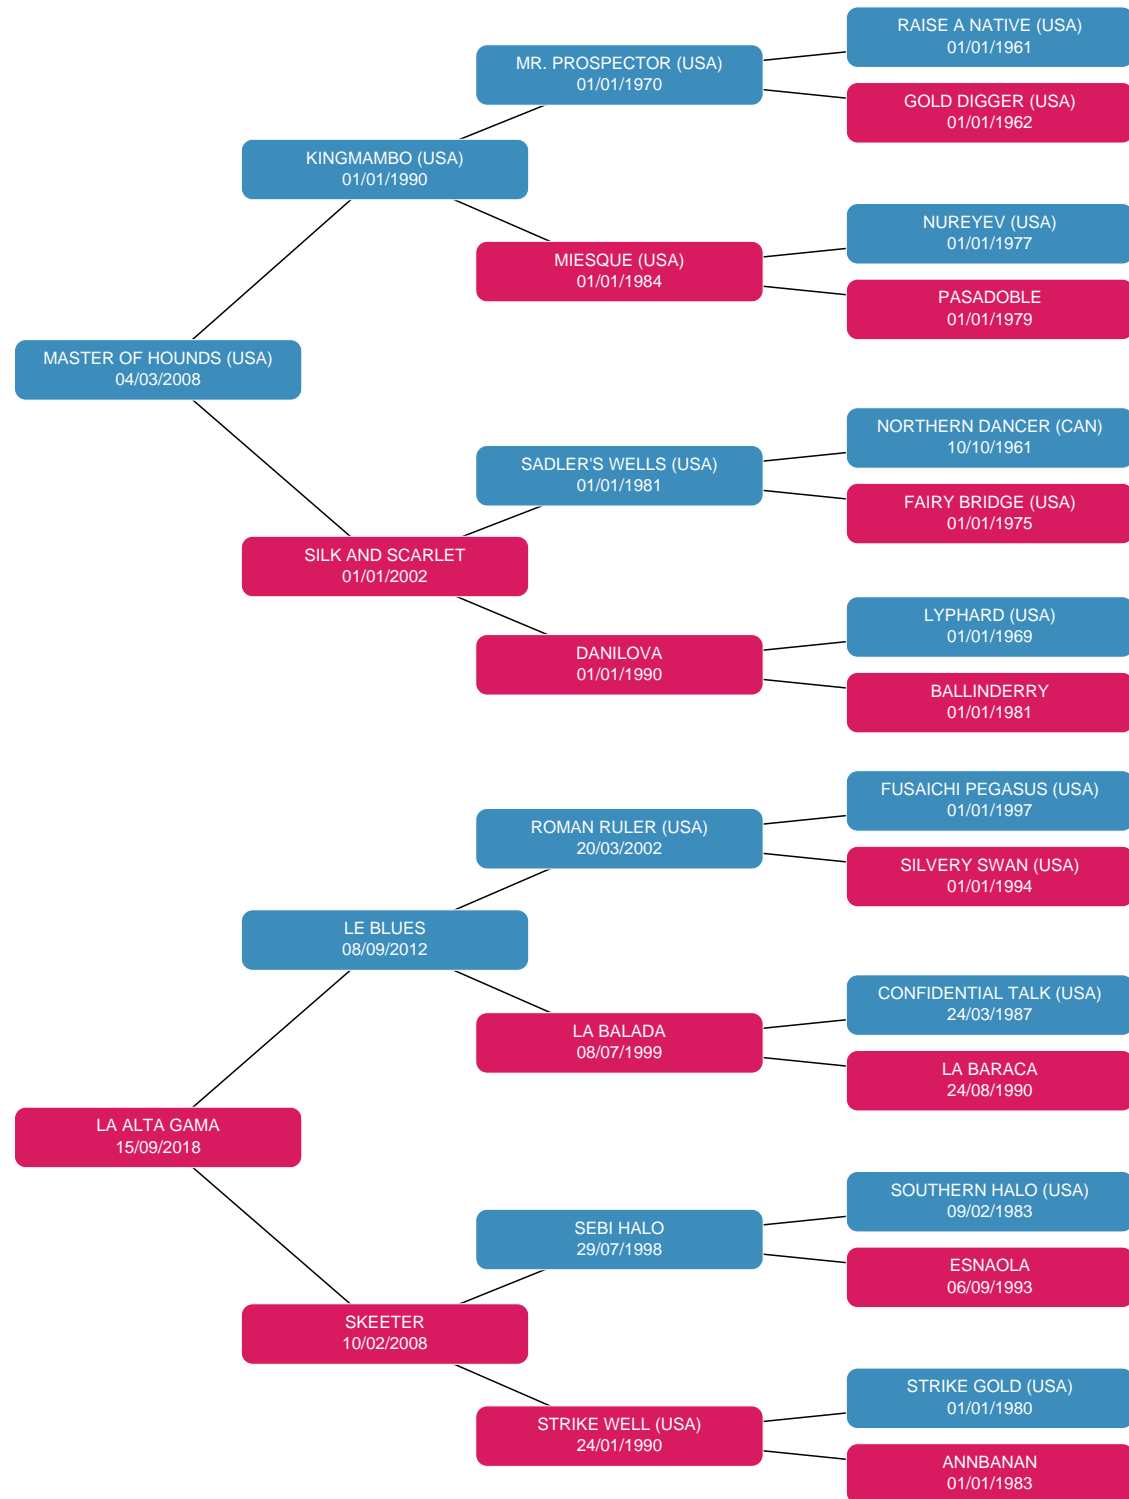 RAISE A NATIVE (USA)
01/01/1961
MR. PROSPECTOR (USA)
01/01/1970
GOLD DIGGER (USA)
01/01/1962
KINGMAMBO (USA)
01/01/1990
NUREYEV (USA)
01/01/1977
MIESQUE (USA)
01/01/1984
PASADOBLE
01/01/1979
MASTER OF HOUNDS (USA)
04/03/2008
NORTHERN DANCER (CAN)
10/10/1961
SADLER'S WELLS (USA)
01/01/1981
FAIRY BRIDGE (USA)
01/01/1975
SILK AND SCARLET
01/01/2002
LYPHARD (USA)
01/01/1969
DANILOVA
01/01/1990
BALLINDERRY
01/01/1981
FUSAICHI PEGASUS (USA)
01/01/1997
ROMAN RULER (USA)
20/03/2002
SILVERY SWAN (USA)
01/01/1994
LE BLUES
08/09/2012
CONFIDENTIAL TALK (USA)
24/03/1987
LA BALADA
08/07/1999
LA BARACA
24/08/1990
LA ALTA GAMA
15/09/2018
SOUTHERN HALO (USA)
09/02/1983
SEBI HALO
29/07/1998
ESNAOLA
06/09/1993
SKEETER
10/02/2008
STRIKE GOLD (USA)
01/01/1980
STRIKE WELL (USA)
24/01/1990
ANNBANAN
01/01/1983